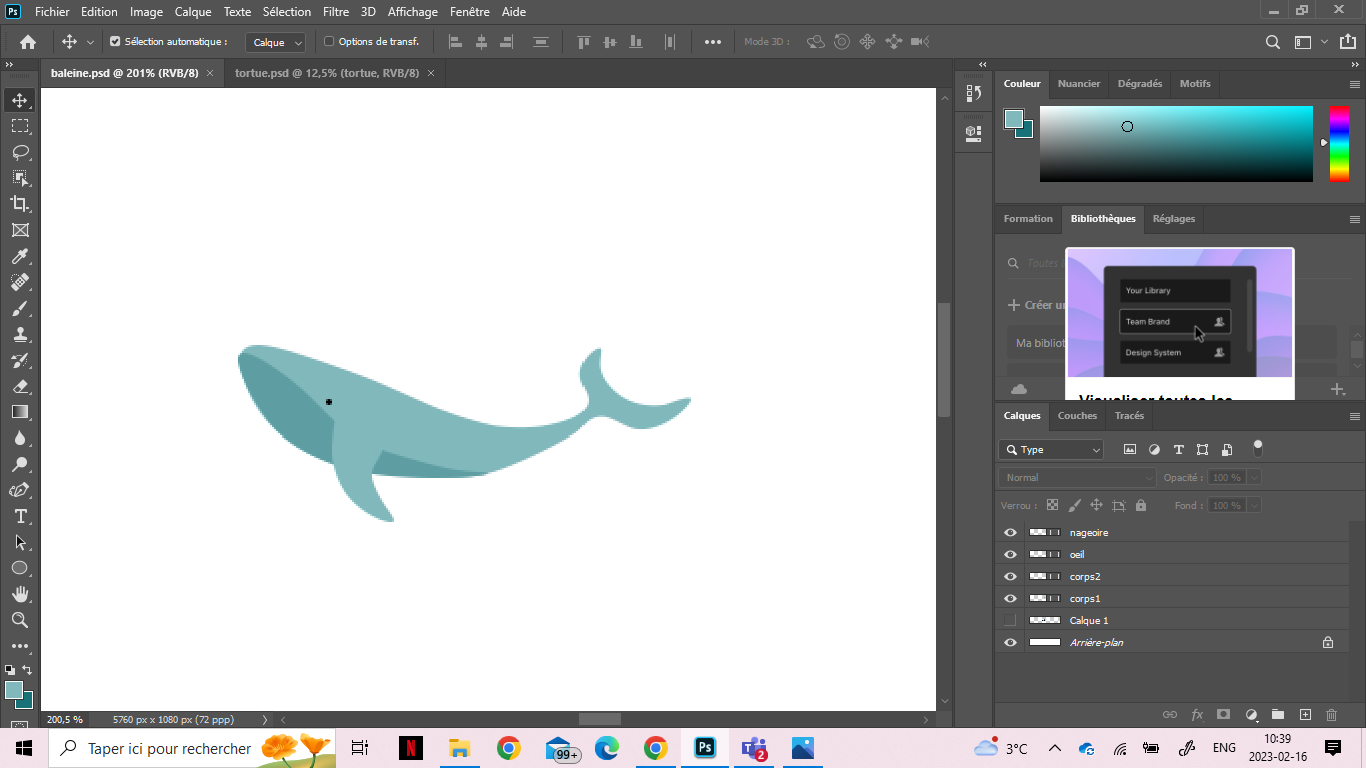 Ps Fichier Edition Image Calque Texte Sélection Filtre 3D Affichage Fenêtre Aide
Sélection automatique : Calque Options de transf. Mode 3D :
baleine.psd @ 201% (RVB/8) × tortue.psd @ 12,5% (tortue, RVB/8) ×
Couleur Nuancier Dégradés Motifs
Formation Bibliothèques Réglages
Toutes
Your Library
Créer un
Team Brand
Ma bibliot
Design System
Calques Couches Tracés
Type
Normal Opacité : 100 %
Verrou : Fond : 100 %
nageoire
oeil
corps2
corps1
Calque 1
Arrière-plan
200,5 % 5760 px x 1080 px (72 ppp)
Taper ici pour rechercher
N
99+
Ps
2
3°C
ENG
10:39
2023-02-16